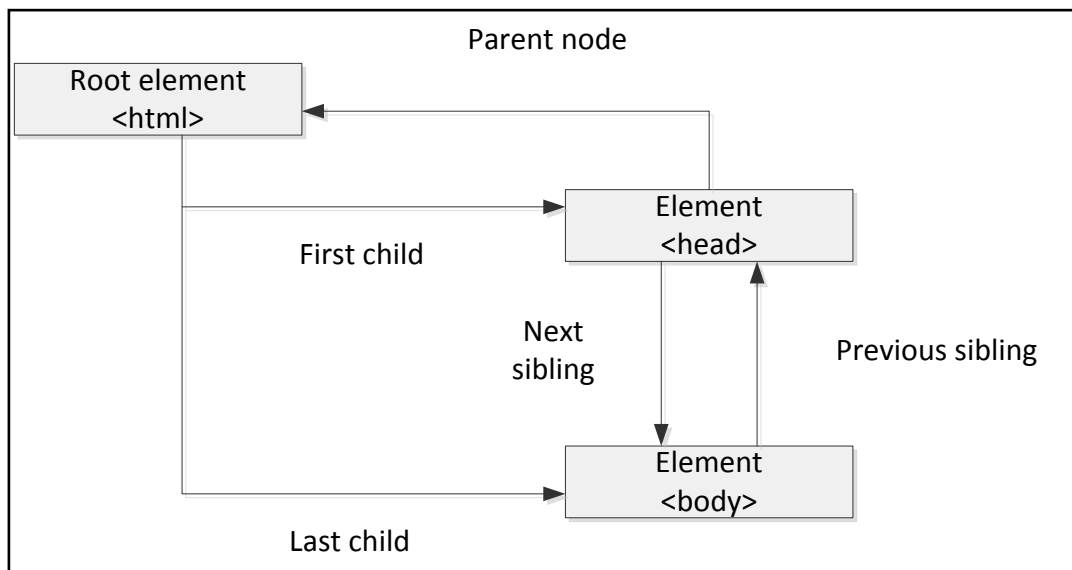 Parent node
Root element
<html>
Element
<head>
First child
Next
sibling
Previous sibling
Element
<body>
Last child